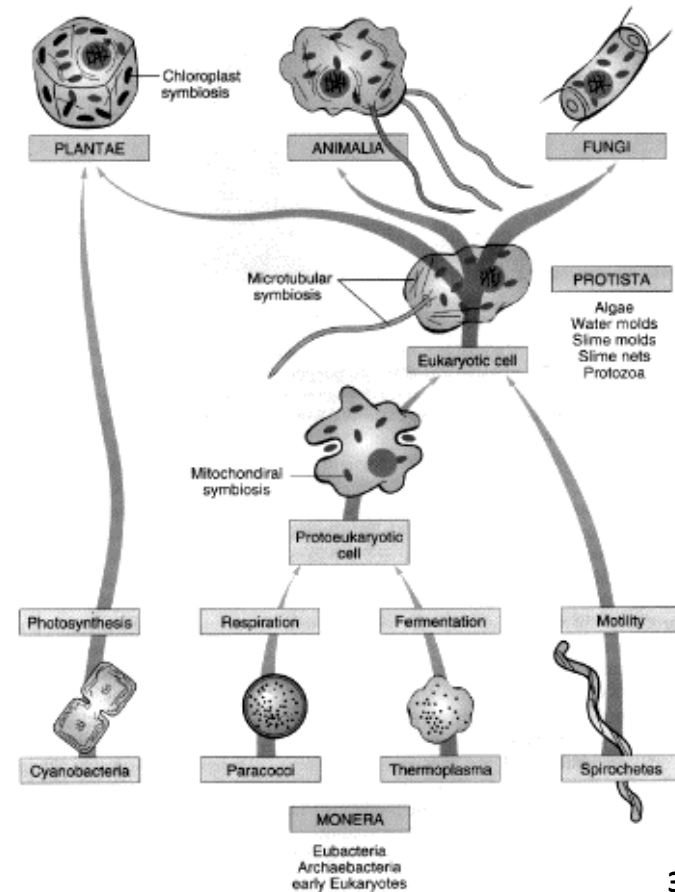 Chloroplast
symbiosis
PLANTAE
ANIMALIA
FUNGI
Microtubular
symbiosis
PROTISTA
Algae
Water molds
Slime molds
Slime nets
Protozoa
Eukaryotic cell
Mitochondiral
symbiosis
Protoeukaryotic
cell
Photosynthesis
Respiration
Fermentation
Motility
Cyanobacteria
Paracocci
Thermoplasma
Spirochetes
MONERA
Eubacteria
Archaebacteria
early Eukaryotes